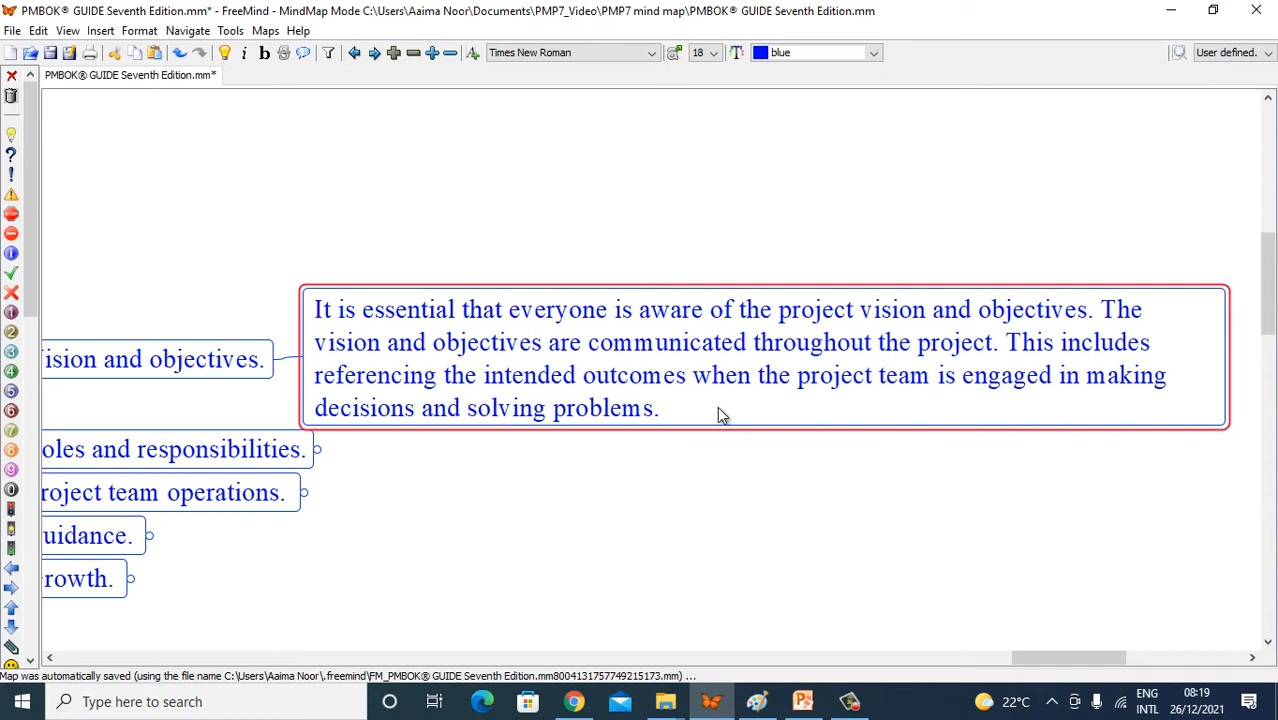 PMBOK® GUIDE Seventh Edition.mm* - FreeMind - MindMap Mode C:\Users\Aaima Noor\Documents\PMP7_Video\PMP7 mind map\PMBOK® GUIDE Seventh Edition.mm
File Edit View Insert Format Navigate Tools Maps Help
Times New Roman 18 blue User defined.
PMBOK® GUIDE Seventh Edition.mm*
It is essential that everyone is aware of the project vision and objectives. The
vision and objectives are communicated throughout the project. This includes
referencing the intended outcomes when the project team is engaged in making
decisions and solving problems.
ision and objectives.
oles and responsibilities.
roject team operations.
uidance.
rowth.
Map was automatically saved (using the file name C:\Users\Aaima Noor\.freemind\FM_PMBOK® GUIDE Seventh Edition.mm8004131757749215173.mm) ...
Type here to search
22°C
ENG
INTL
08:19
26/12/2021